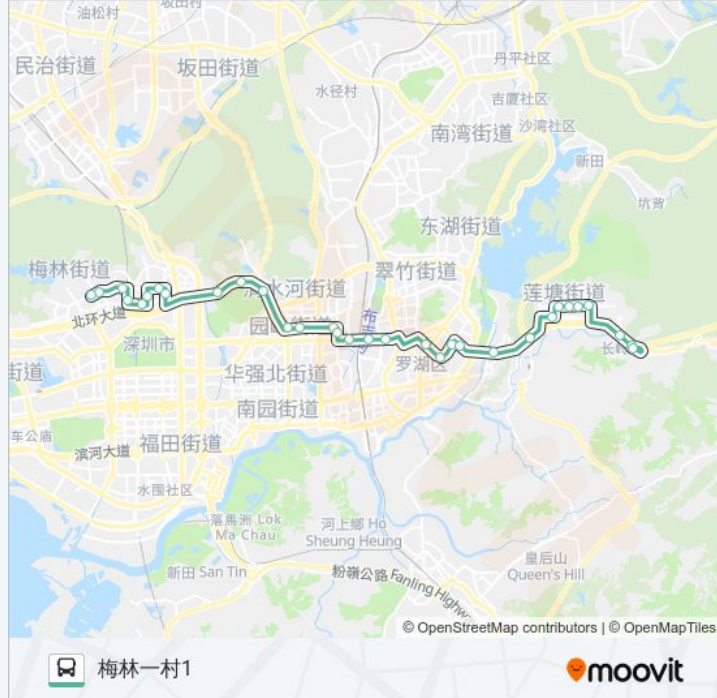 坂田村
油松村
民治街道
坂田街道
丹平社区
水径村
吉厦社区
南湾街道
沙湾社区
新田
坑背
东湖街道
梅林街道
清水河街道
翠竹街道
莲塘街道
北环大道
布吉河
深圳市
罗湖区
街道
华强北街道
南园街道
车公庙
福田街道
滨河大道
水围社区
落馬洲 Lok
Ma Chau
河上鄉 Ho
Sheung Heung
皇后山
Queen's Hill
新田 San Tin
粉嶺公路 Fanling Highway
© OpenStreetMap contributors | © OpenMapTiles
梅林一村1
moovit